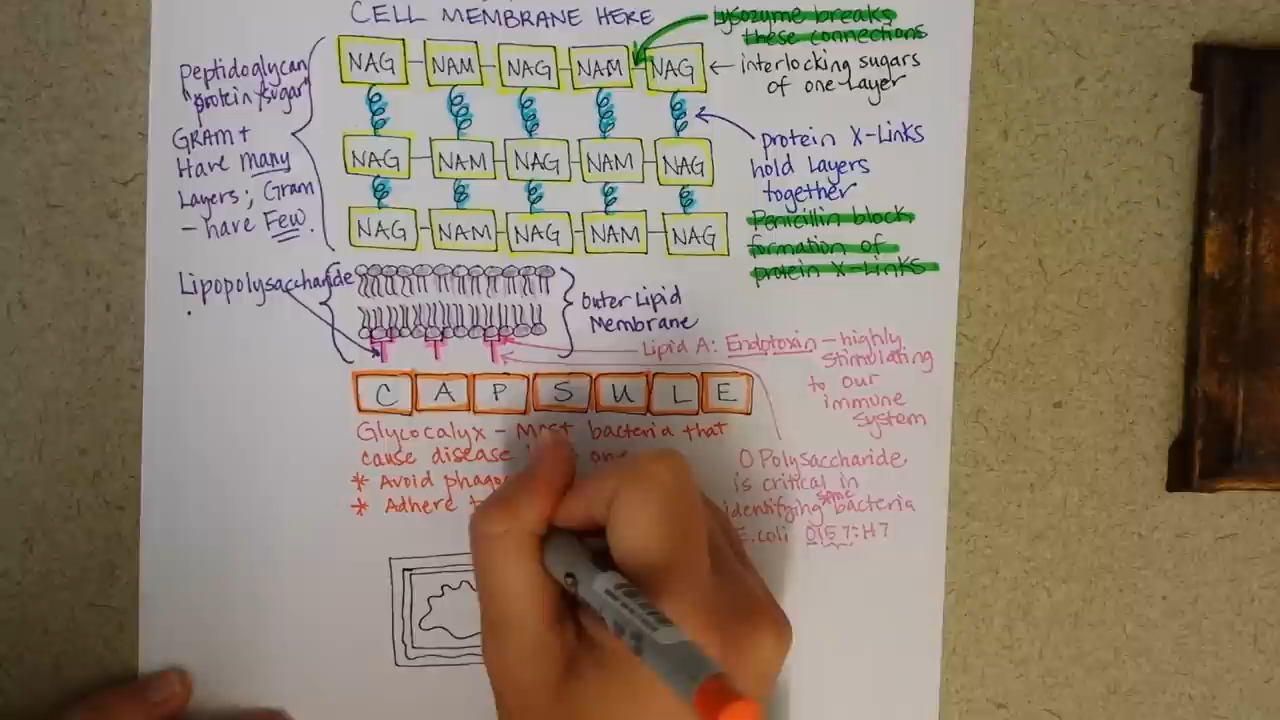 CELL MEMBRANE HERE
Lysozyme breaks
these connections
NAG NAM NAG NAM NAG
interlocking sugars
of one Layer
Peptidoglycan
"protein/sugar"
GRAM+
Have many
Layers; Gram
- have Few.
protein X-Links
hold Layers
together
NAG NAM NAG NAM NAG
NAG NAM NAG NAM NAG
Penicillin block
formation of
protein X-Links
Lipopolysaccharide
Outer Lipid
Membrane
Lipid A: Endotoxin - highly
stimulating
to our
immune
system
C A P S U L E
Glycocalyx - Most bacteria that
cause disease
* Avoid
* Adhere
O Polysaccharide
is critical in
identifying some bacteria
E.coli O157:H7